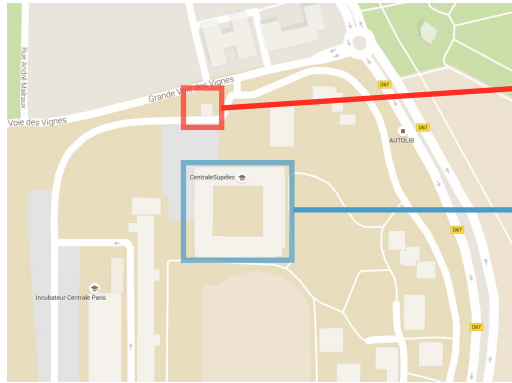 Rue André Malraux
Grande Voie des Vignes
D67
Voie des Vignes
D67
AUTOLIB
CentraleSupélec
D67
Incubateur Centrale Paris
D67
D67